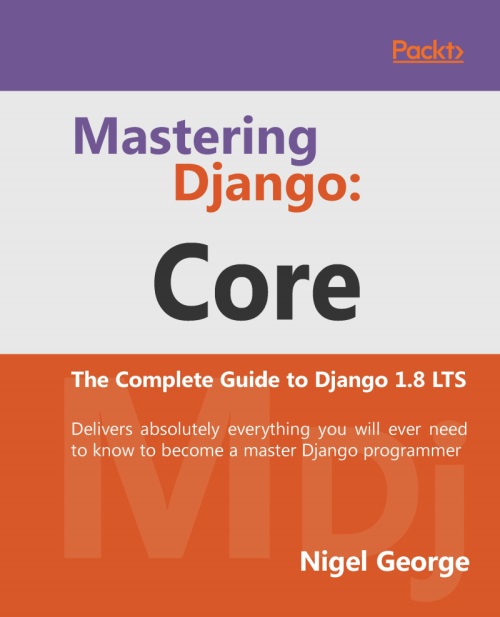 Packt>
Mastering
Django:
Core
The Complete Guide to Django 1.8 LTS
Delivers absolutely everything you will ever need
to know to become a master Django programmer
MDj
Nigel George